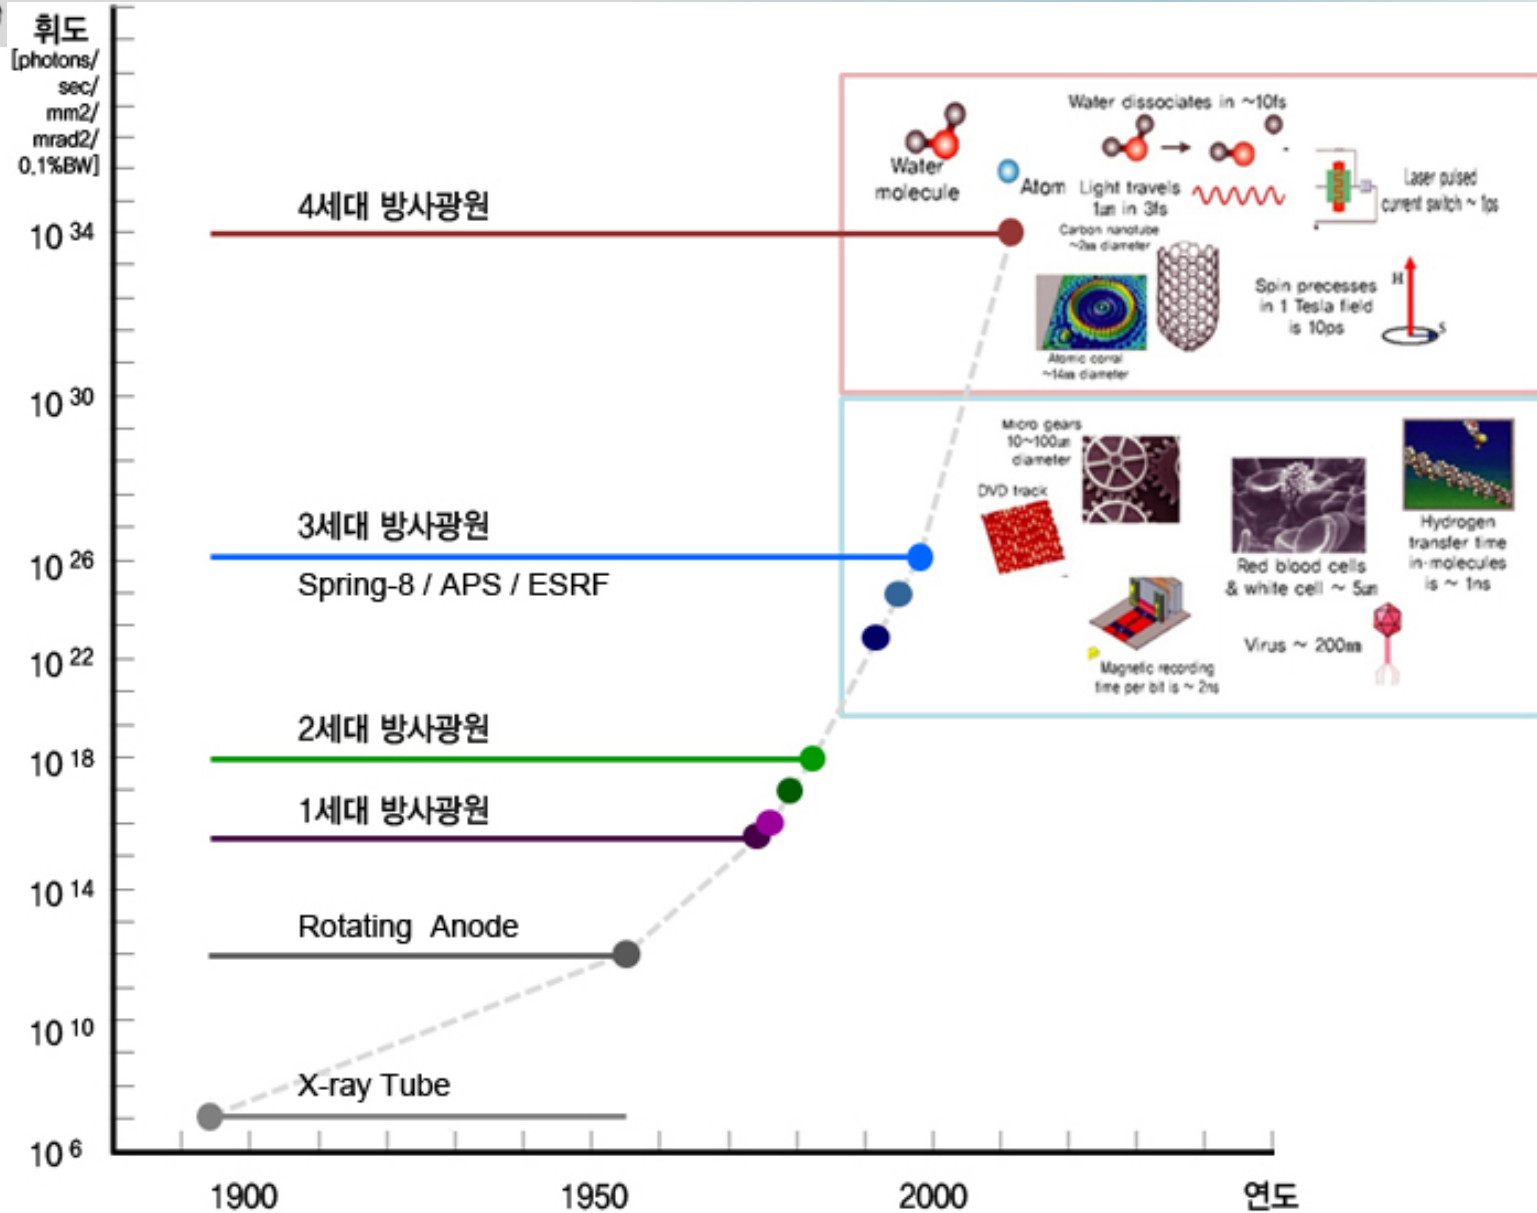 휘도
[photons/
sec/
mm2/
mrad2/
0.1%BW]
10 34
10 30
10 26
10 22
10 18
10 14
10 10
10 6
4세대 방사광원
3세대 방사광원
Spring-8 / APS / ESRF
2세대 방사광원
1세대 방사광원
Rotating Anode
X-ray Tube
1900
1950
2000
연도
Water
molecule
Atom
Water dissociates in ~10fs
Light travels
1㎛ in 3fs
Laser pulsed
current switch ~ 1ps
Carbon nanotube
diameter
Atomic corral
diameter
Spin precesses
in 1 Tesla field
is 10ps
H
S
Micro gears
10~100㎛
diameter
DVD track
Magnetic recording
time per bit is ~ 2ns
Red blood cells
& white cell ~ 5㎛
Virus ~ 200㎚
Hydrogen
transfer time
in-molecules
is ~ 1ns